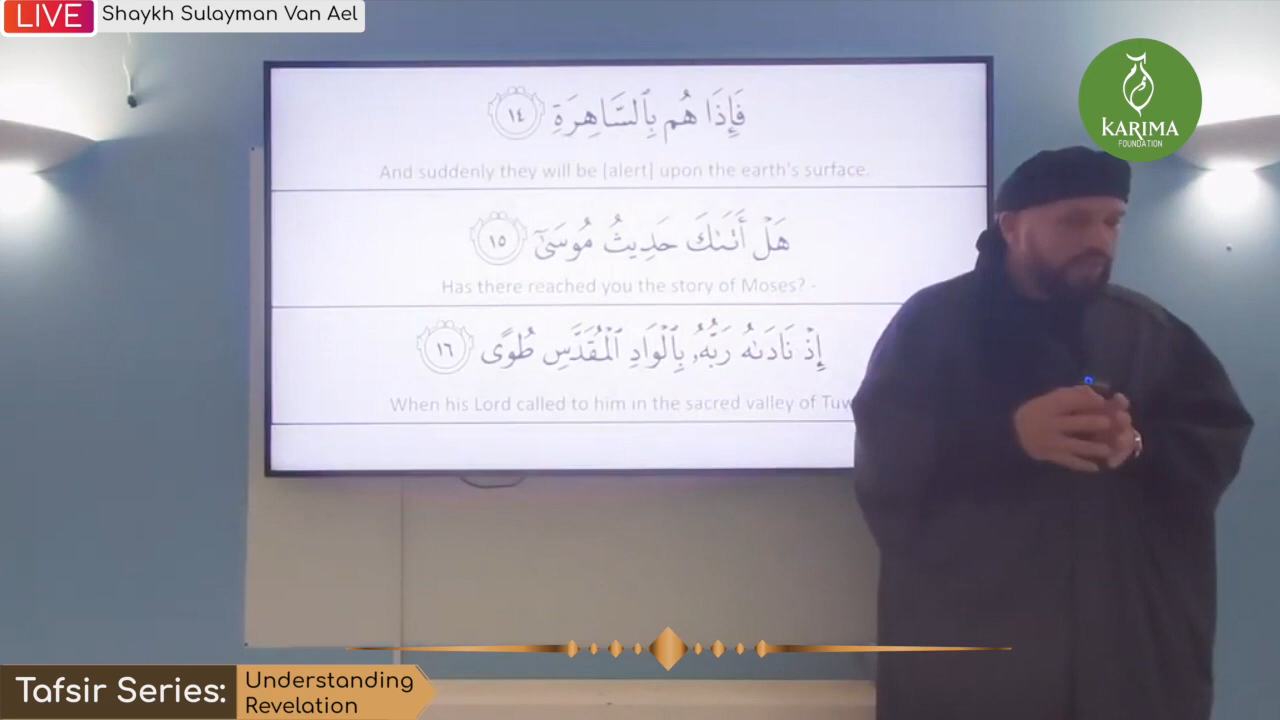 LIVE Shaykh Sulayman Van Ael
KARIMA
FOUNDATION
فَإِذَا هُم بِٱلسَّاهِرَةِ ١٤
And suddenly they will be [alert] upon the earth's surface.
هَلْ أَتَىٰكَ حَدِيثُ مُوسَىٰٓ ١٥
Has there reached you the story of Moses? -
إِذْ نَادَىٰهُ رَبُّهُۥ بِٱلْوَادِ ٱلْمُقَدَّسِ طُوًى ١٦
When his Lord called to him in the sacred valley of Tuw
Tafsir Series:
Understanding
Revelation